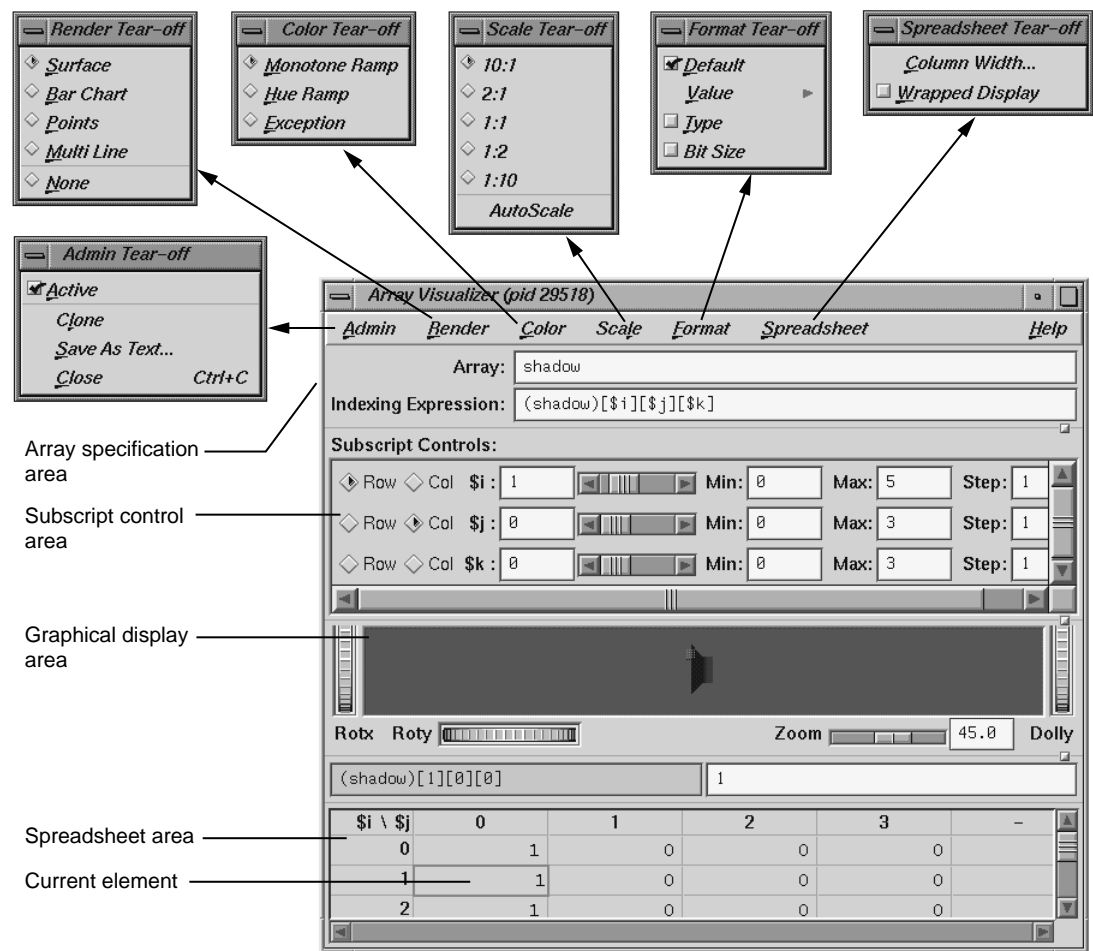 Render Tear-off
Surface
Bar Chart
Points
Multi Line
None
Color Tear-off
Monotone Ramp
Hue Ramp
Exception
Scale Tear-off
10:1
2:1
1:1
1:2
1:10
AutoScale
Format Tear-off
Default
Value
Type
Bit Size
Spreadsheet Tear-off
Column Width...
Wrapped Display
Admin Tear-off
Active
Clone
Save As Text...
Close Ctrl+C
Array Visualizer (pid 29518)
Admin Render Color Scale Format Spreadsheet Help
Array: shadow
Indexing Expression: (shadow)[$i][$j][$k]
Subscript Controls:
Row Col $i : 1 Min: 0 Max: 5 Step: 1
Row Col $j : 0 Min: 0 Max: 3 Step: 1
Row Col $k : 0 Min: 0 Max: 3 Step: 1
Rotx Roty Zoom 45.0 Dolly
(shadow)[1][0][0] 1
$i \ $j 0 1 2 3 -
0 1 0 0 0
1 1 0 0 0
2 1 0 0 0
Array specification
area
Subscript control
area
Graphical display
area
Spreadsheet area
Current element